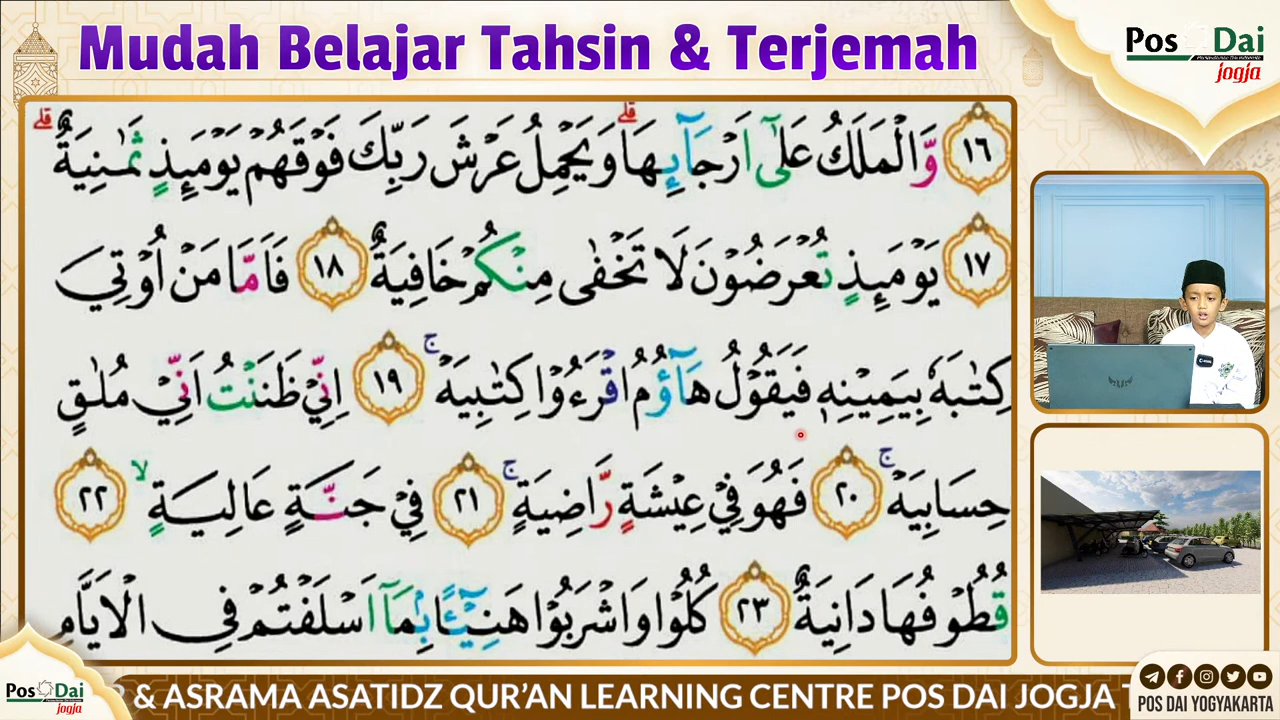 Mudah Belajar Tahsin & Terjemah
Pos Dai
jogja
١٦ وَّالْمَلَكُ عَلٰٓى اَرْجَاۤىِٕهَاۗ وَيَحْمِلُ عَرْشَ رَبِّكَ فَوْقَهُمْ يَوْمَىِٕذٍ ثَمٰنِيَةٌ ۗ
١٧ يَوْمَىِٕذٍ تُعْرَضُوْنَ لَا تَخْفٰى مِنْكُمْ خَافِيَةٌ ١٨ فَاَمَّا مَنْ اُوْتِيَ
كِتٰبَهٗ بِيَمِيْنِهٖ فَيَقُوْلُ هَاۤؤُمُ اقْرَءُوْا كِتٰبِيَهْۚ ١٩ اِنِّيْ ظَنَنْتُ اَنِّيْ مُلٰقٍ
حِسَابِيَهْۚ ٢٠ فَهُوَ فِيْ عِيْشَةٍ رَّاضِيَةٍۚ ٢١ فِيْ جَنَّةٍ عَالِيَةٍۙ ٢٢
قُطُوْفُهَا دَانِيَةٌ ٢٣ كُلُوْا وَاشْرَبُوْا هَنِيْۤـًٔا ۢبِمَآ اَسْلَفْتُمْ فِى الْاَيَّامِ
Pos Dai
jogja
& ASRAMA ASATIDZ QUR'AN LEARNING CENTRE POS DAI JOGJA
POS DAI YOGYAKARTA